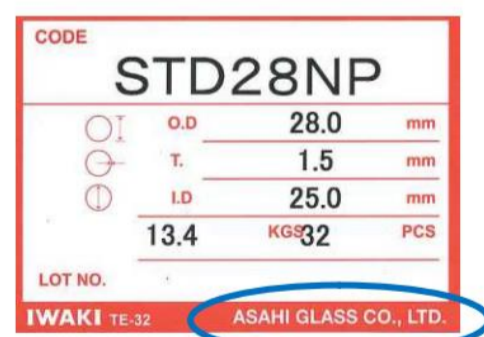 CODE
STD28NP
O.D 28.0 mm
T. 1.5 mm
I.D 25.0 mm
13.4 KGS 32 PCS
LOT NO.
IWAKI TE-32 ASAHI GLASS CO., LTD.